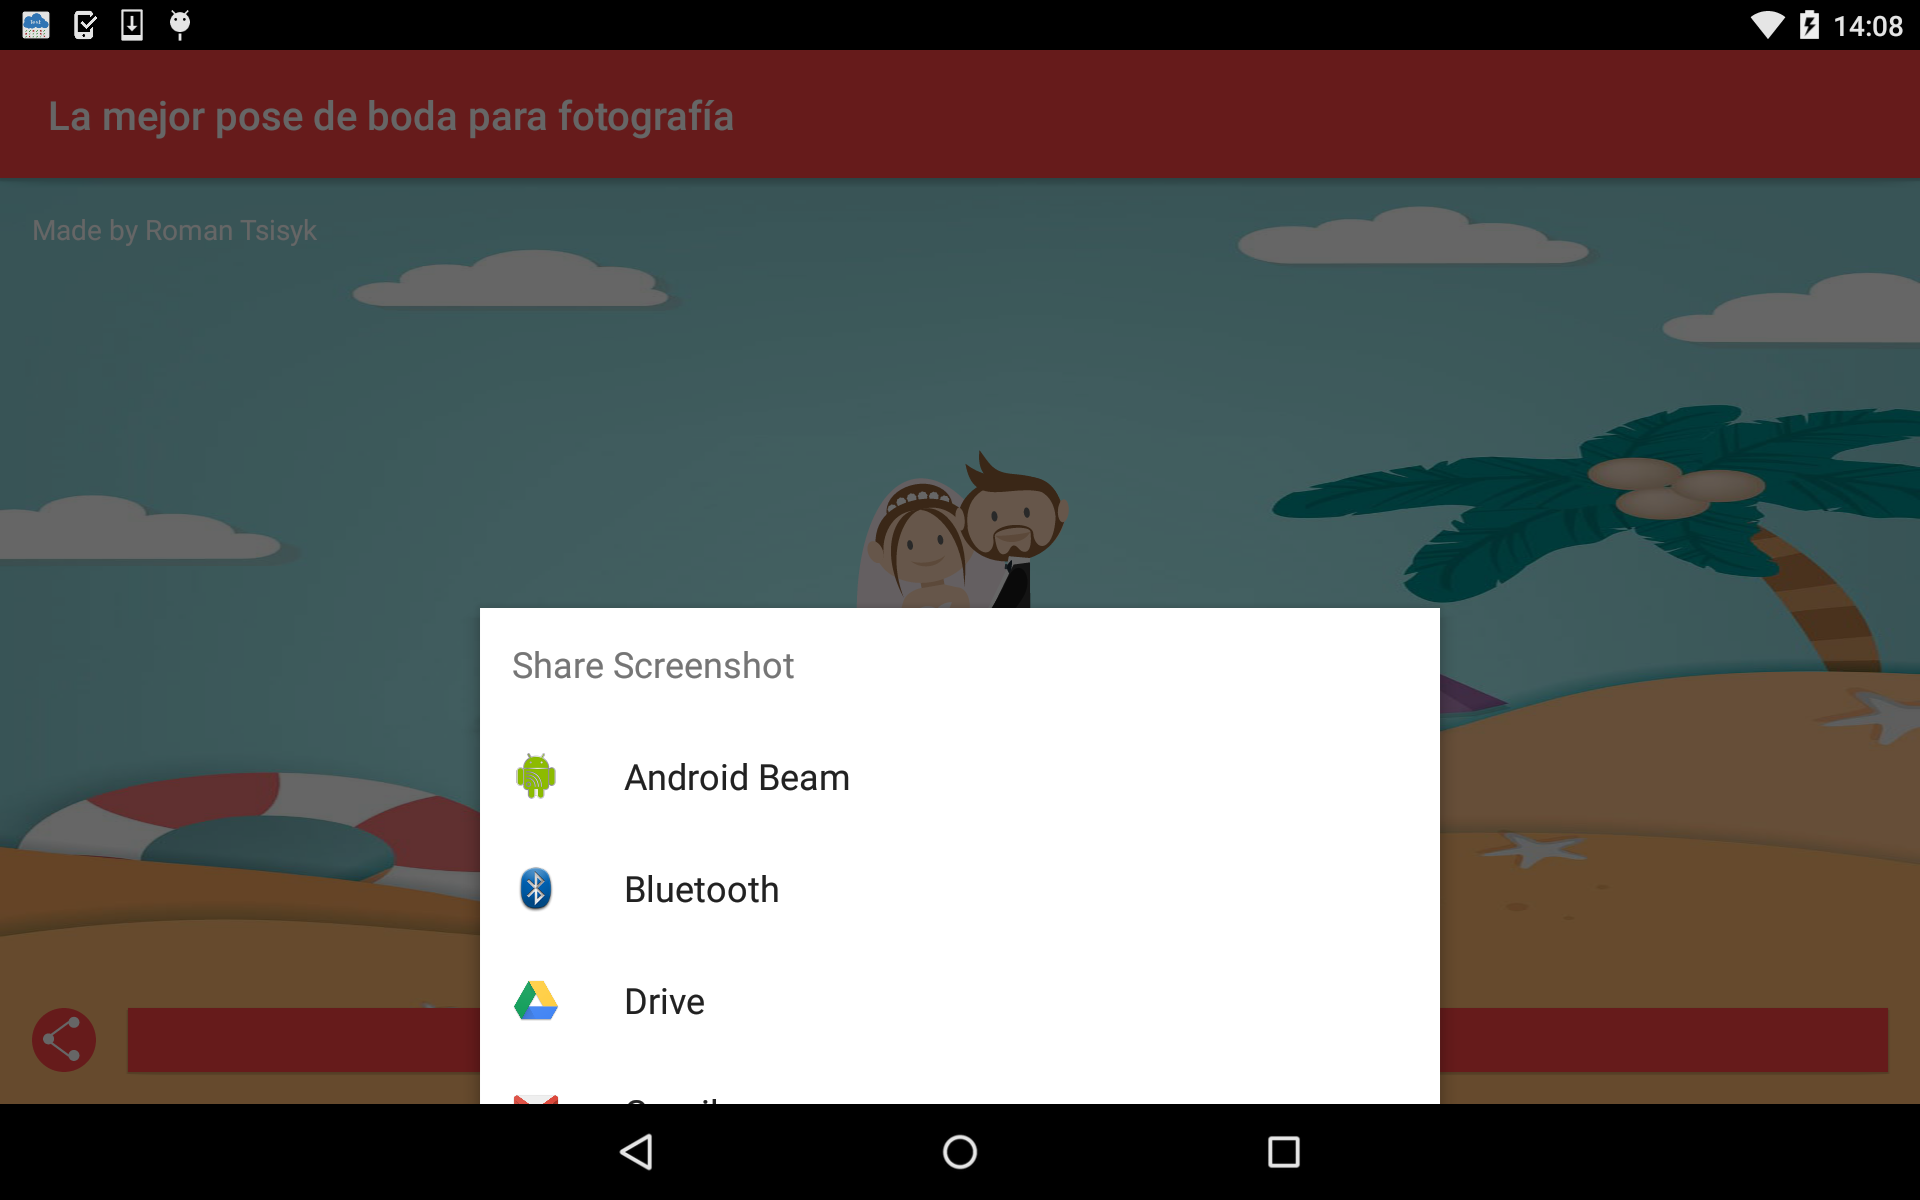 14:08
La mejor pose de boda para fotografía
Made by Roman Tsisyk
Share Screenshot
Android Beam
Bluetooth
Drive